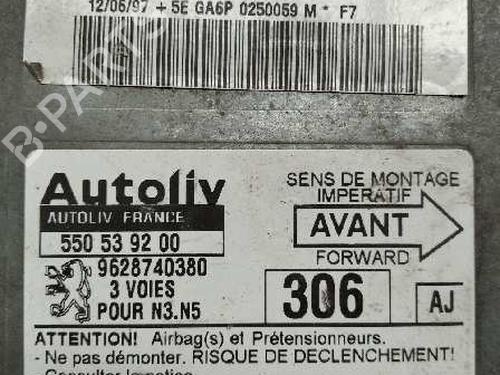 12/06/97 + 5E GA6P 0250059 M * F7
B-PARTS
Autoliv
AUTOLIV FRANCE
550 53 92 00
9628740380
3 VOIES
POUR N3.N5
SENS DE MONTAGE
IMPERATIF
AVANT
FORWARD
306
AJ
ATTENTION! Airbag(s) et Prétensionneurs.
- Ne pas démonter. RISQUE DE DECLENCHEMENT!
- Consulter